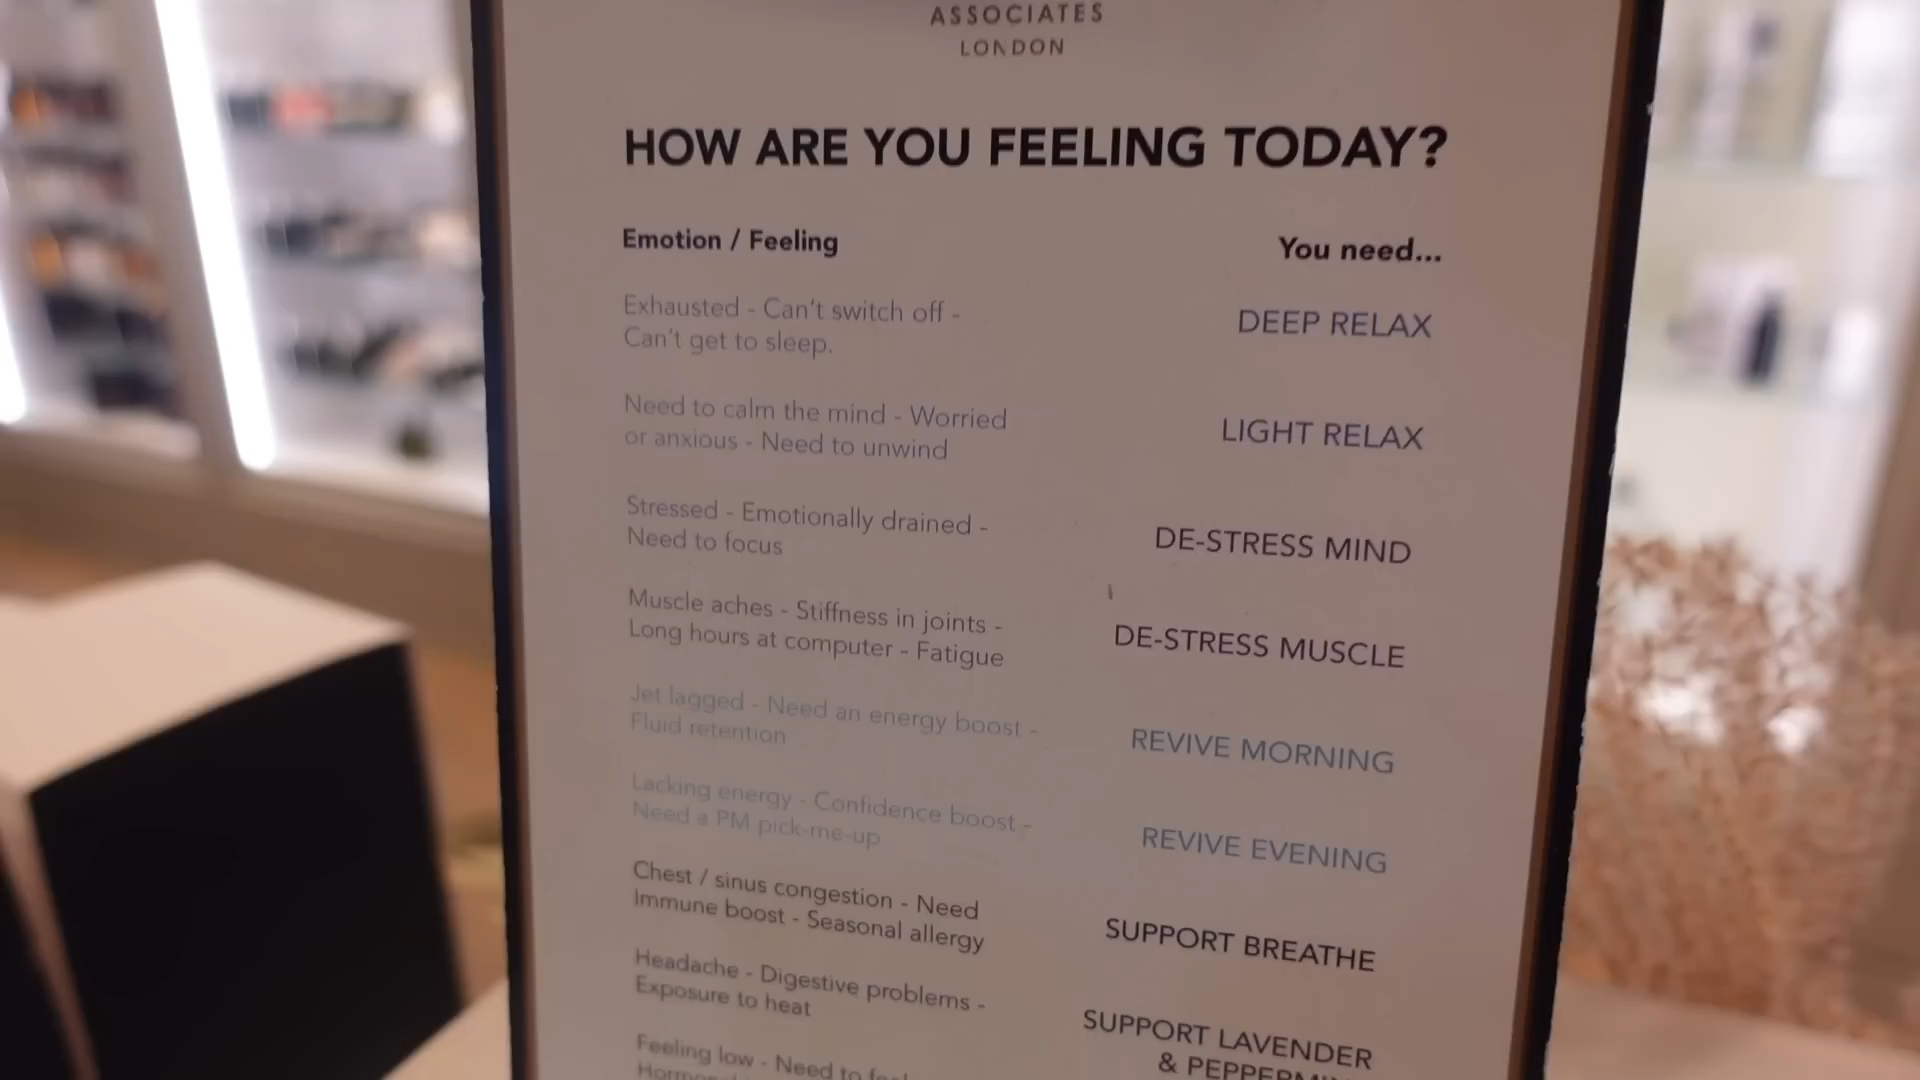 ASSOCIATES
LONDON
HOW ARE YOU FEELING TODAY?
Emotion / Feeling
You need...
Exhausted - Can't switch off -
Can't get to sleep.
DEEP RELAX
Need to calm the mind - Worried
or anxious - Need to unwind
LIGHT RELAX
Stressed - Emotionally drained -
Need to focus
DE-STRESS MIND
Muscle aches - Stiffness in joints -
Long hours at computer - Fatigue
DE-STRESS MUSCLE
Jet lagged - Need an energy boost -
Fluid retention
REVIVE MORNING
Lacking energy - Confidence boost -
Need a PM pick-me-up
REVIVE EVENING
Chest / sinus congestion - Need
Immune boost - Seasonal allergy
SUPPORT BREATHE
Headache - Digestive problems -
Exposure to heat
SUPPORT LAVENDER
&
Feeling low - Need to